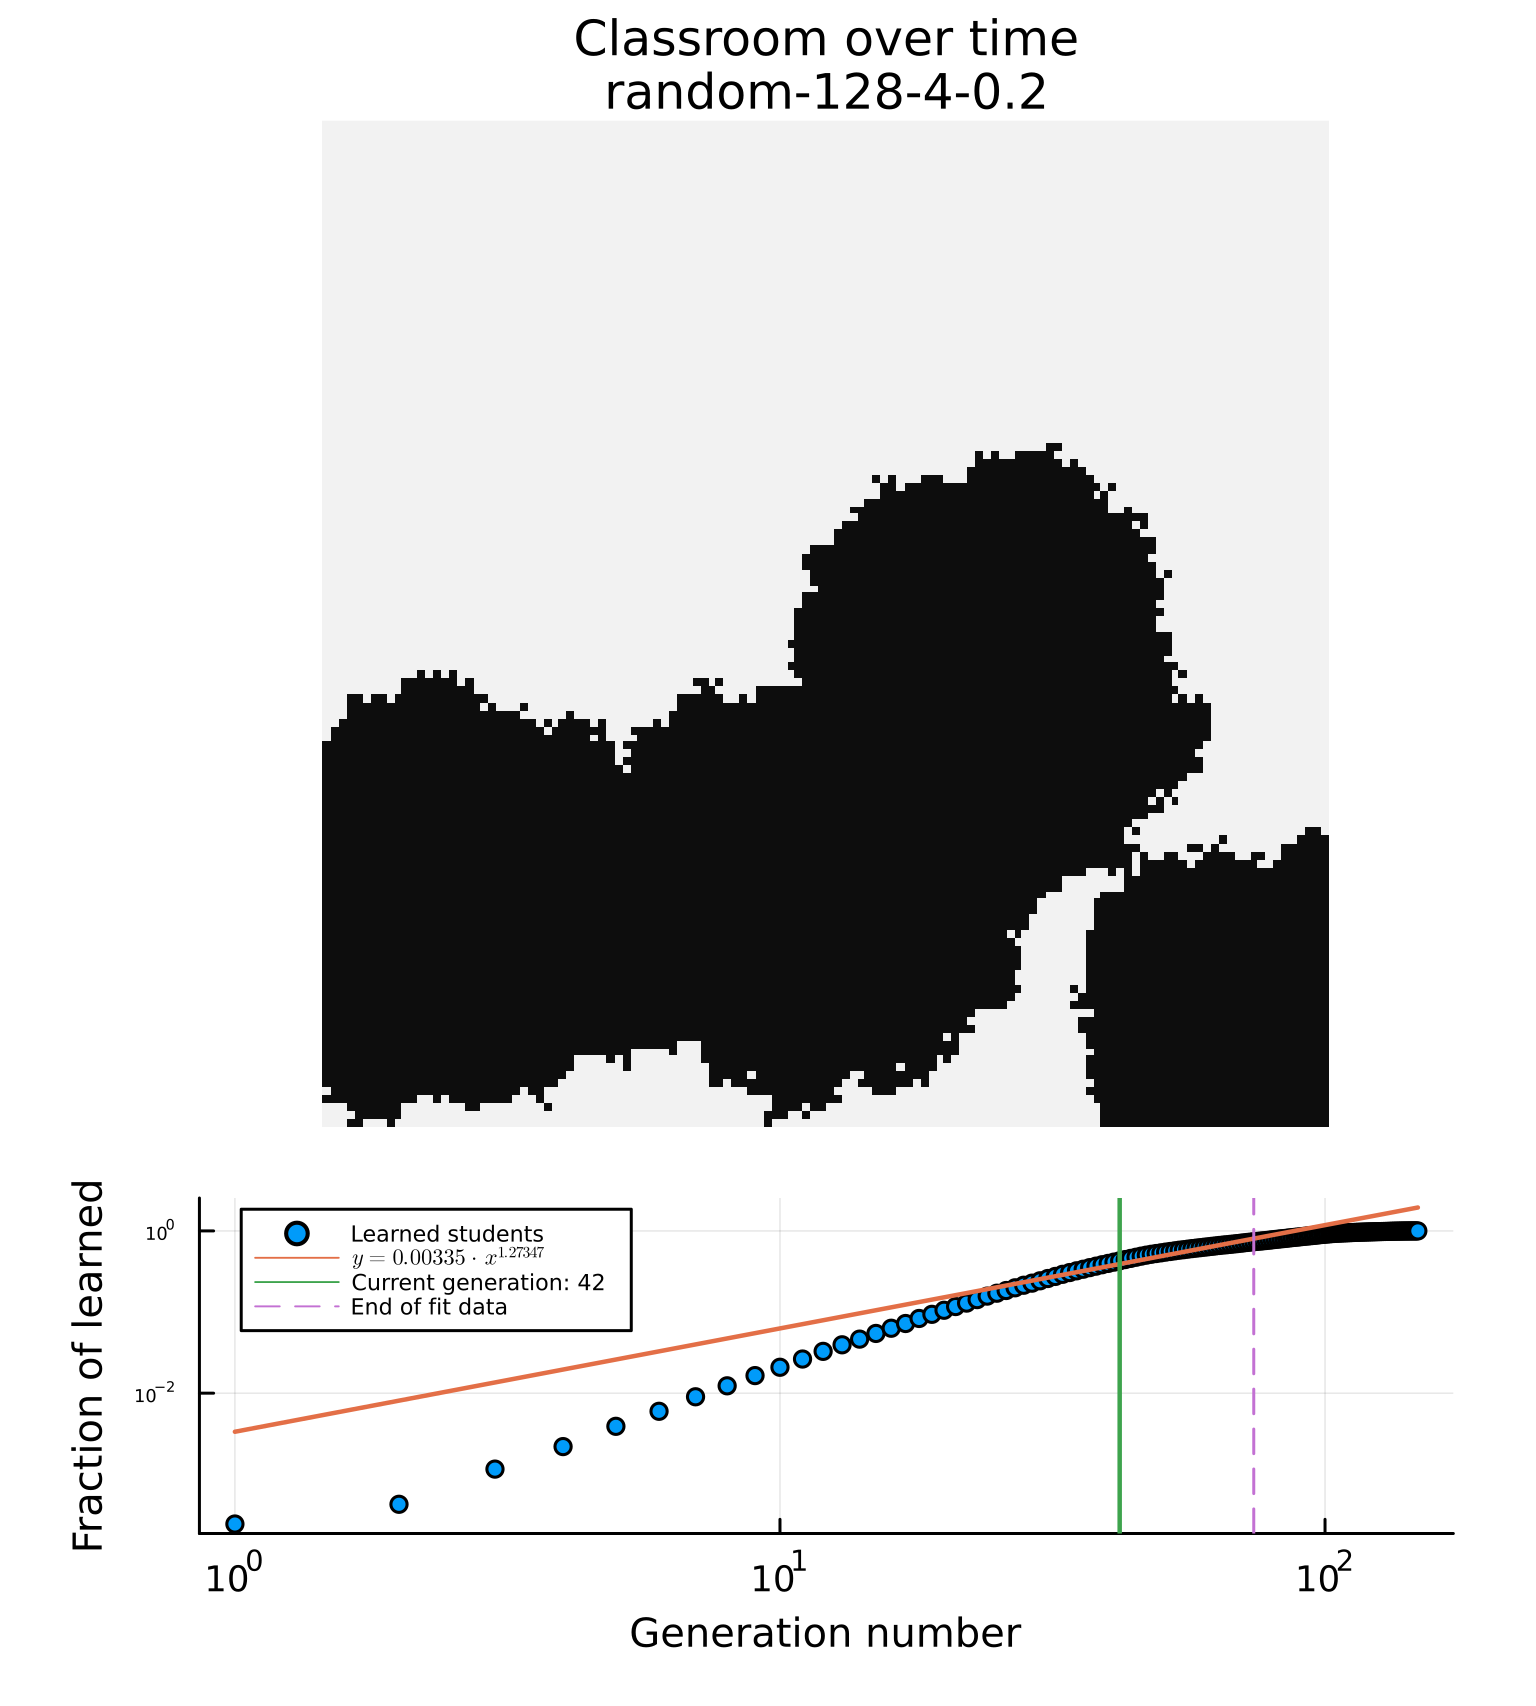 Classroom over time
random-128-4-0.2
Fraction of learned
10⁰
10⁻²
Learned students
y = 0.00335 · x^1.27347
Current generation: 42
End of fit data
10⁰ 10¹ 10²
Generation number